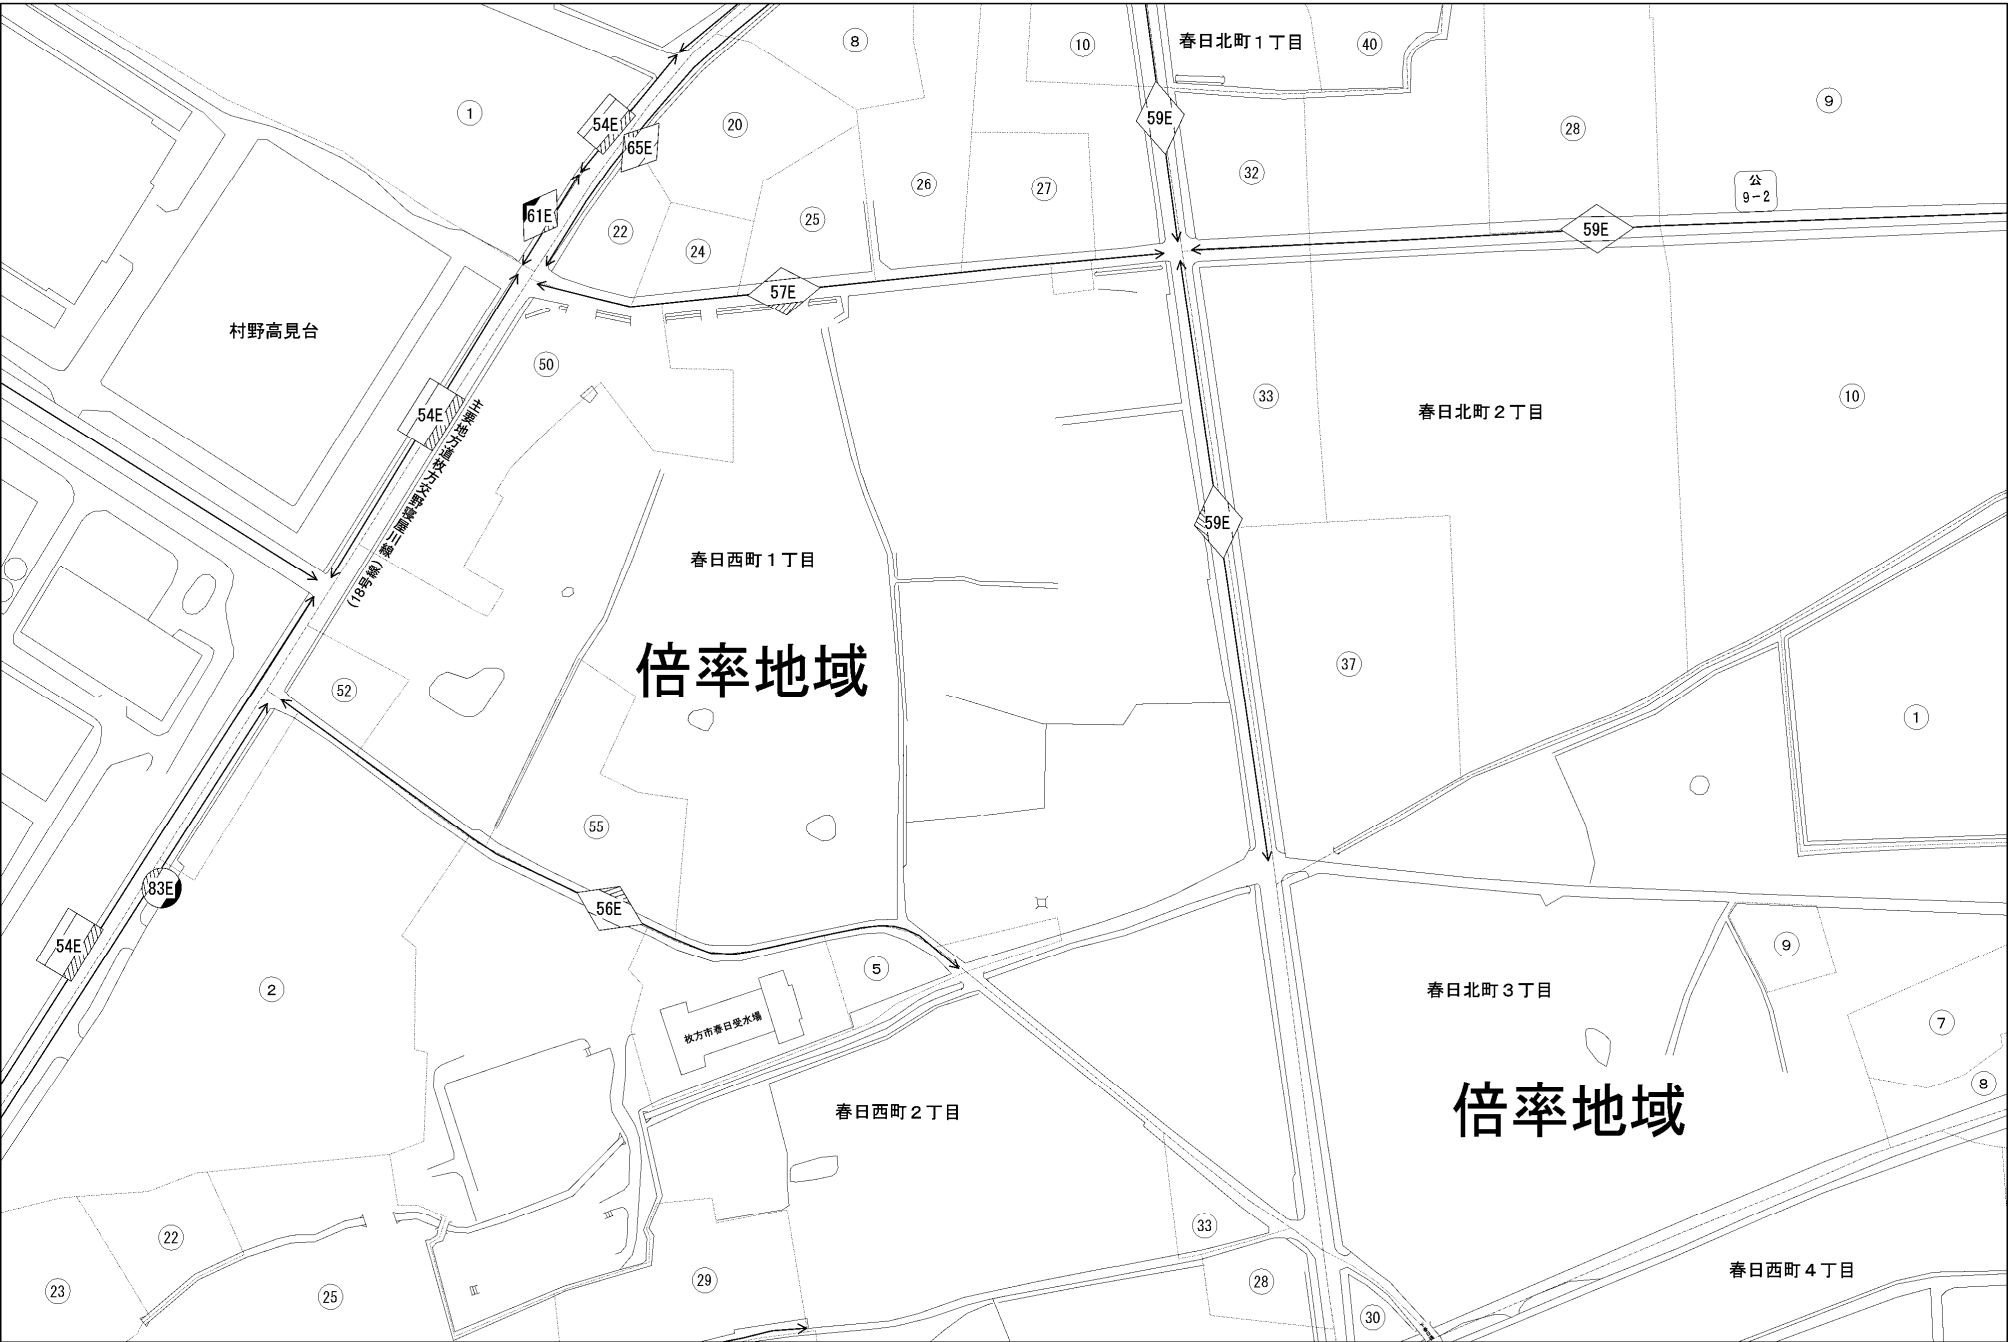 8
10
春日北町1丁目
40
9
1
54E
20
59E
28
65E
32
26
27
公
9-2
61E
25
22
24
59E
57E
村野高見台
50
33
10
54E
春日北町2丁目
主要地方道枚方交野寝屋川線
(18号線)
59E
春日西町1丁目
倍率地域
37
52
1
55
83E
56E
54E
9
5
2
春日北町3丁目
枚方市春日受水場
7
8
春日西町2丁目
倍率地域
33
22
春日西町4丁目
29
28
23
25
30